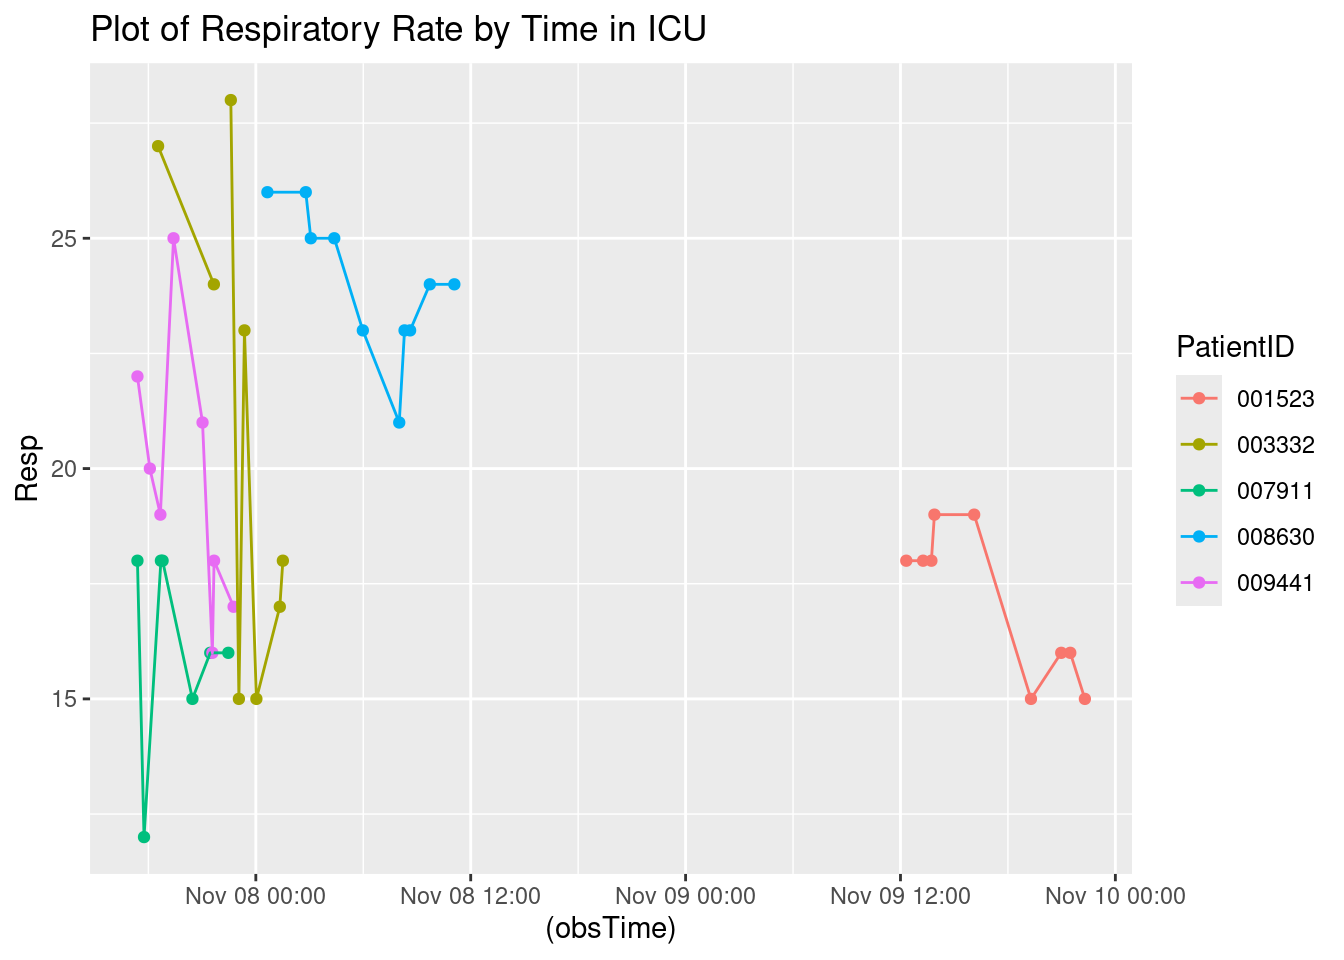 Plot of Respiratory Rate by Time in ICU
Resp
25
20
15
Nov 08 00:00
Nov 08 12:00
Nov 09 00:00
Nov 09 12:00
Nov 10 00:00
(obsTime)
PatientID
001523
003332
007911
008630
009441